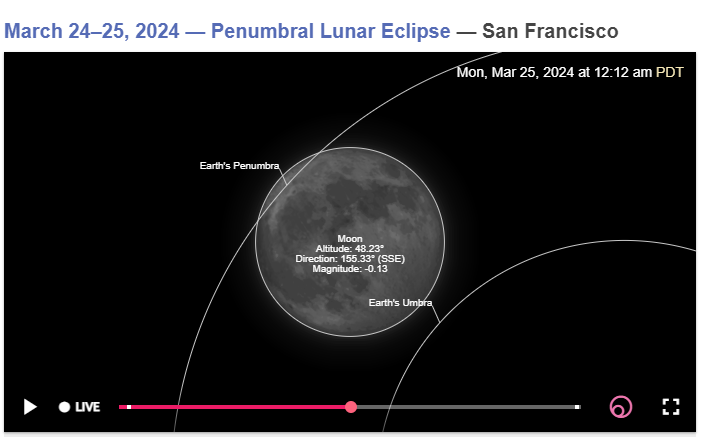 March 24–25, 2024 — Penumbral Lunar Eclipse — San Francisco
Mon, Mar 25, 2024 at 12:12 am PDT
Earth's Penumbra
Moon
Altitude: 48.23°
Direction: 155.33° (SSE)
Magnitude: -0.13
Earth's Umbra
LIVE